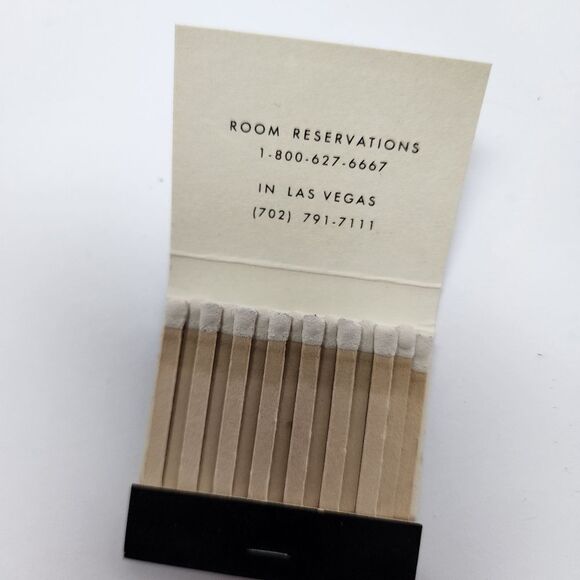 ROOM RESERVATIONS
1-800-627-6667
IN LAS VEGAS
(702) 791-7111